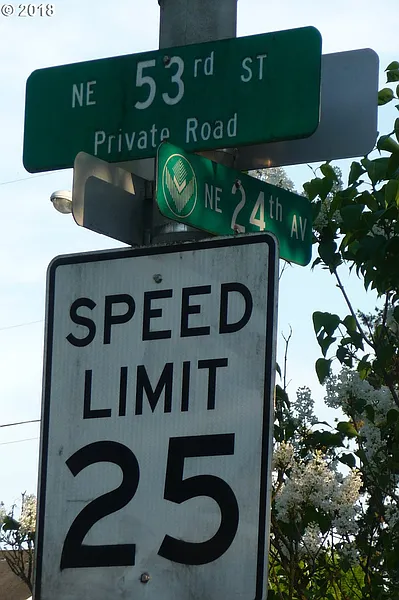 © 2018
NE 53rd ST
Private Road
NE 24th AV
SPEED
LIMIT
25